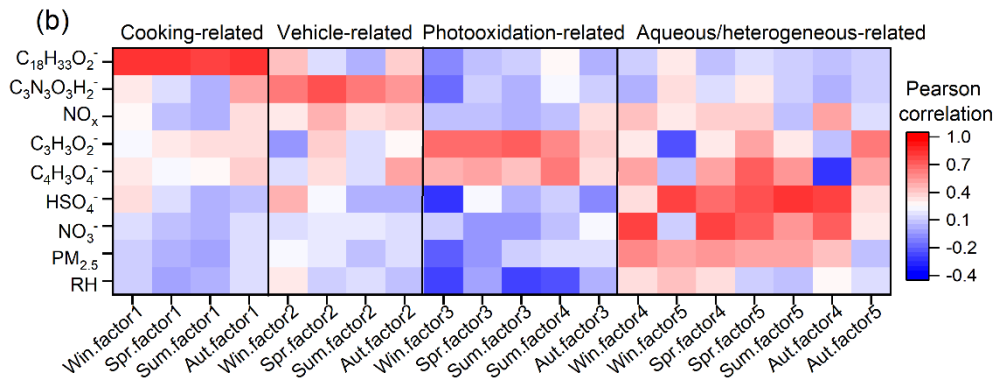 (b)
Cooking-related Vehicle-related Photooxidation-related Aqueous/heterogeneous-related
C₁₈H₃₃O₂⁻
C₃N₃O₃H₂⁻
NOₓ
C₃H₃O₂⁻
C₄H₃O₄⁻
HSO₄⁻
NO₃⁻
PM₂.₅
RH
Pearson
correlation
1.0
0.7
0.4
0.1
-0.2
-0.4
Win.factor1 Spr.factor1 Sum.factor1 Aut.factor1 Win.factor2 Spr.factor2 Sum.factor2 Aut.factor2 Win.factor3 Spr.factor3 Sum.factor3 Sum.factor4 Aut.factor3 Win.factor4 Win.factor5 Spr.factor4 Spr.factor5 Sum.factor5 Aut.factor4 Aut.factor5